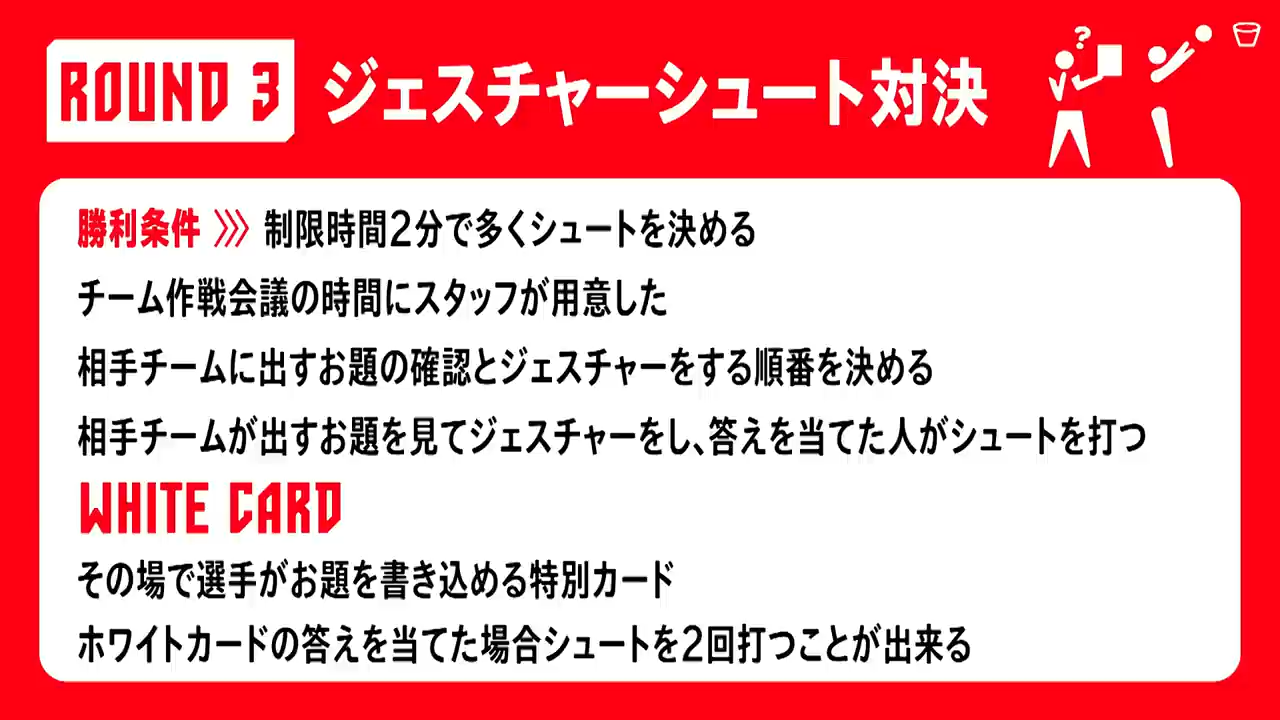 ROUND 3 ジェスチャーシュート対決
?
勝利条件 >>> 制限時間2分で多くシュートを決める
チーム作戦会議の時間にスタッフが用意した
相手チームに出すお題の確認とジェスチャーをする順番を決める
相手チームが出すお題を見てジェスチャーをし、答えを当てた人がシュートを打つ
WHITE CARD
その場で選手がお題を書き込める特別カード
ホワイトカードの答えを当てた場合シュートを2回打つことが出来る